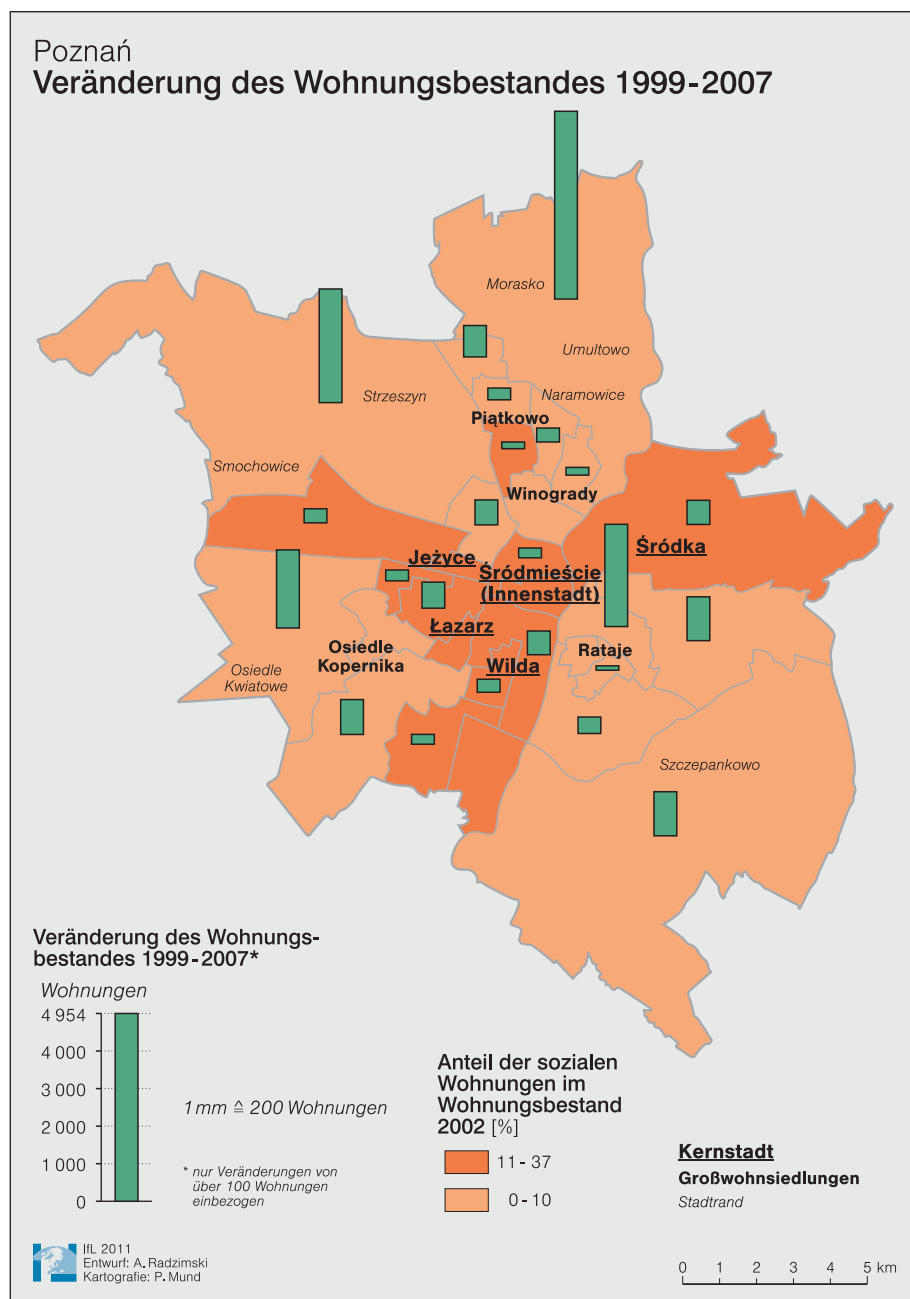 Poznań
Veränderung des Wohnungsbestandes 1999-2007
Morasko
Umultowo
Strzeszyn
Naramowice
Piątkowo
Smochowice
Winogrady
Jeżyce
Śródka
Śródmieście
(Innenstadt)
Łazarz
Osiedle
Kopernika
Rataje
Wilda
Osiedle
Kwiatowe
Szczepankowo
Veränderung des Wohnungs-
bestandes 1999-2007*
Wohnungen
4 954
4 000
3 000
2 000
1 000
0
1 mm ≙ 200 Wohnungen
* nur Veränderungen von
über 100 Wohnungen
einbezogen
Anteil der sozialen
Wohnungen im
Wohnungsbestand
2002 [%]
11 - 37
0 - 10
Kernstadt
Großwohnsiedlungen
Stadtrand
IfL 2011
Entwurf: A. Radzimski
Kartografie: P. Mund
0 1 2 3 4 5 km